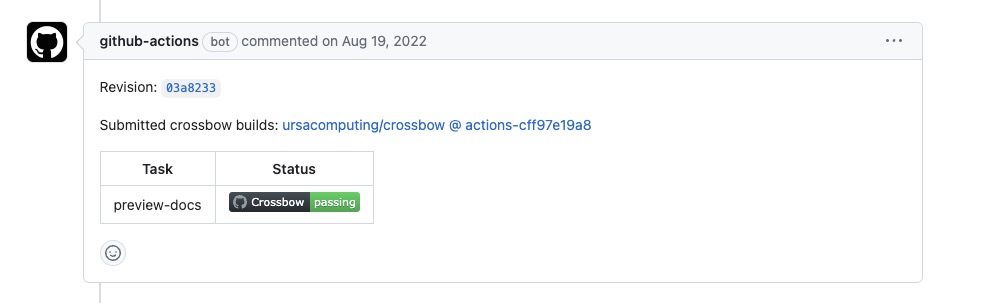 github-actions bot commented on Aug 19, 2022
Revision: 03a8233
Submitted crossbow builds: ursacomputing/crossbow @ actions-cff97e19a8
Task Status
preview-docs Crossbow passing